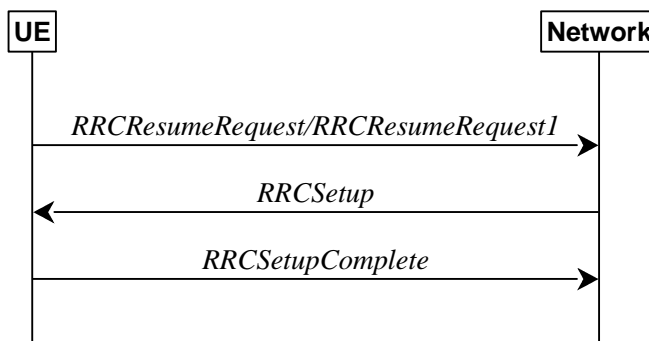 UE
Network
RRCResumeRequest/RRCResumeRequest1
RRCSetup
RRCSetupComplete